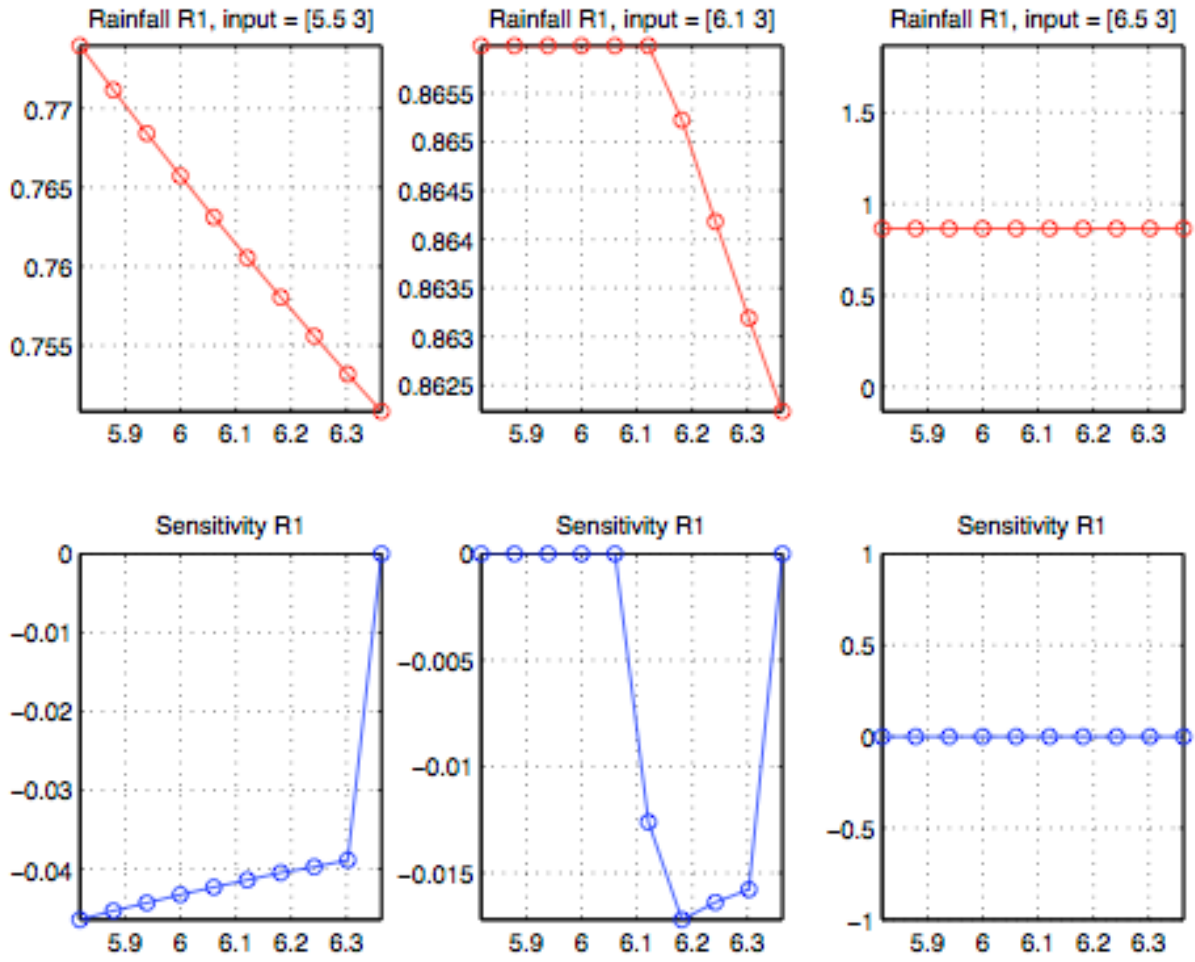 Rainfall R1, input = [5.5 3]
0.77
0.765
0.76
0.755
5.9 6 6.1 6.2 6.3
Rainfall R1, input = [6.1 3]
0.8655
0.865
0.8645
0.864
0.8635
0.863
0.8625
5.9 6 6.1 6.2 6.3
Rainfall R1, input = [6.5 3]
1.5
1
0.5
0
5.9 6 6.1 6.2 6.3
Sensitivity R1
0
−0.01
−0.02
−0.03
−0.04
5.9 6 6.1 6.2 6.3
Sensitivity R1
0
−0.005
−0.01
−0.015
5.9 6 6.1 6.2 6.3
Sensitivity R1
1
0.5
0
−0.5
−1
5.9 6 6.1 6.2 6.3